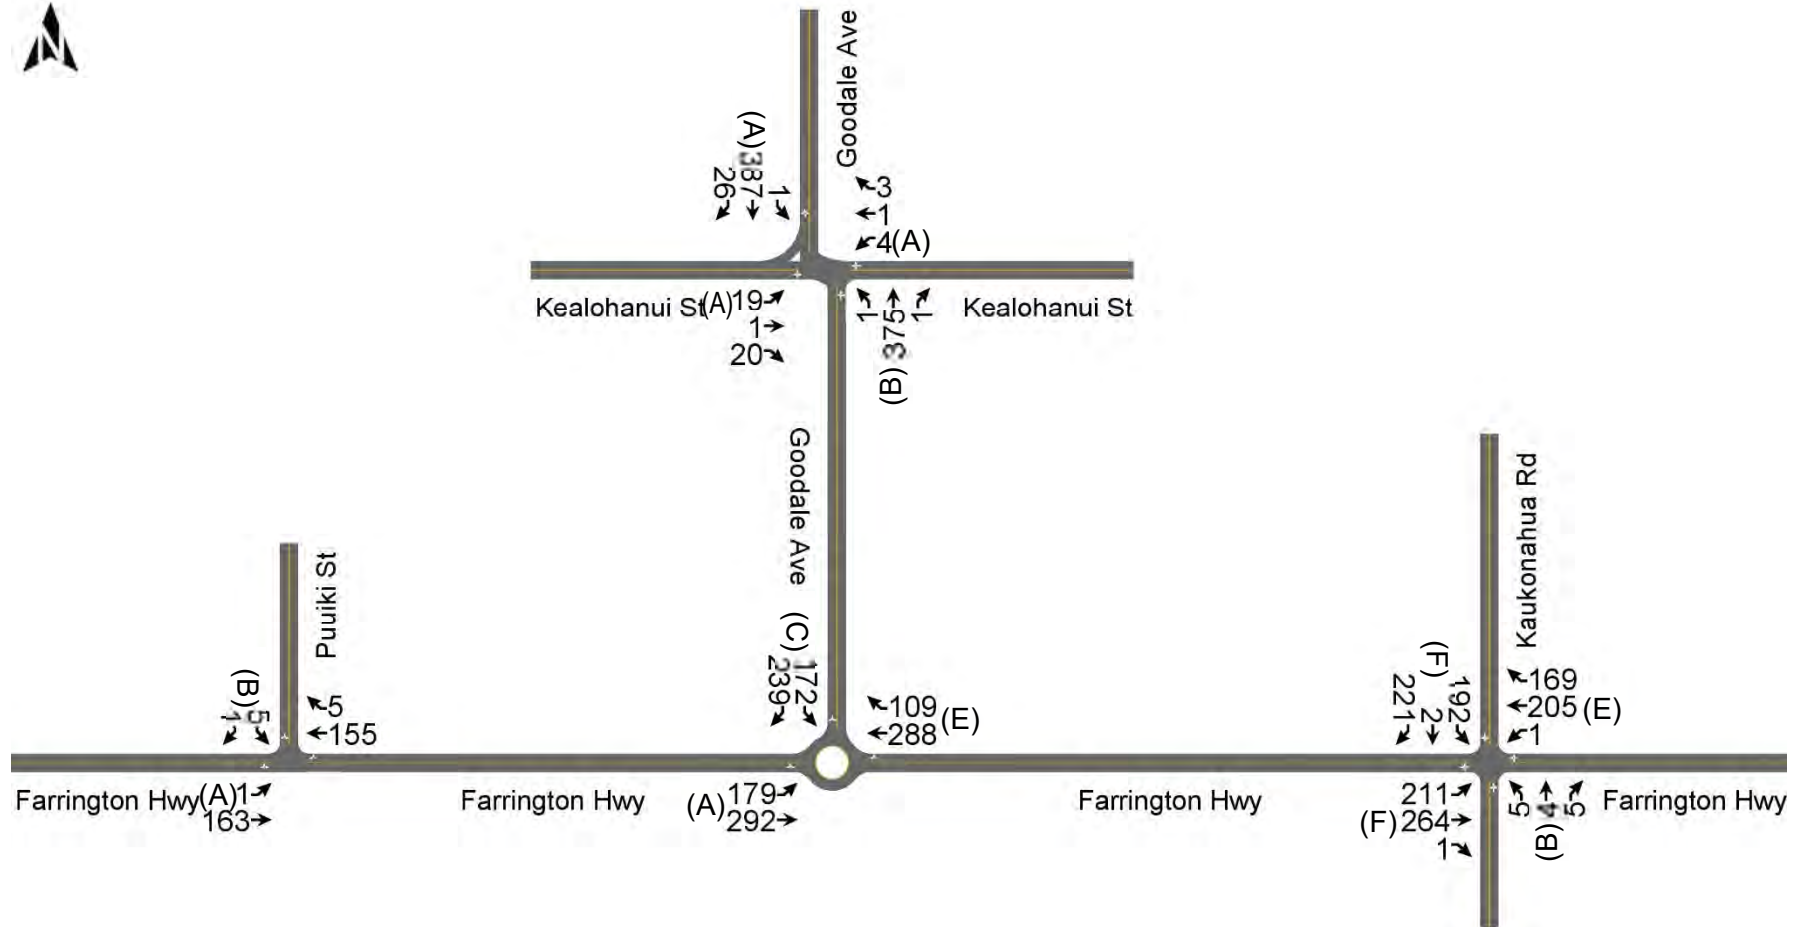 N
Goodale Ave
(A)
26
387
1
3
1
4(A)
Kealohanui St
(A)19
1
20
1
375
1
(B)
Kealohanui St
Goodale Ave
Puuiki St
(B)
1
5
5
155
Farrington Hwy
(A)1
163
Farrington Hwy
(C)
239
172
109
288(E)
(A)179
292
Farrington Hwy
Kaukonahua Rd
(F)
221
2
192
169
205(E)
1
211
(F)264
1
5
4
5
(B)
Farrington Hwy